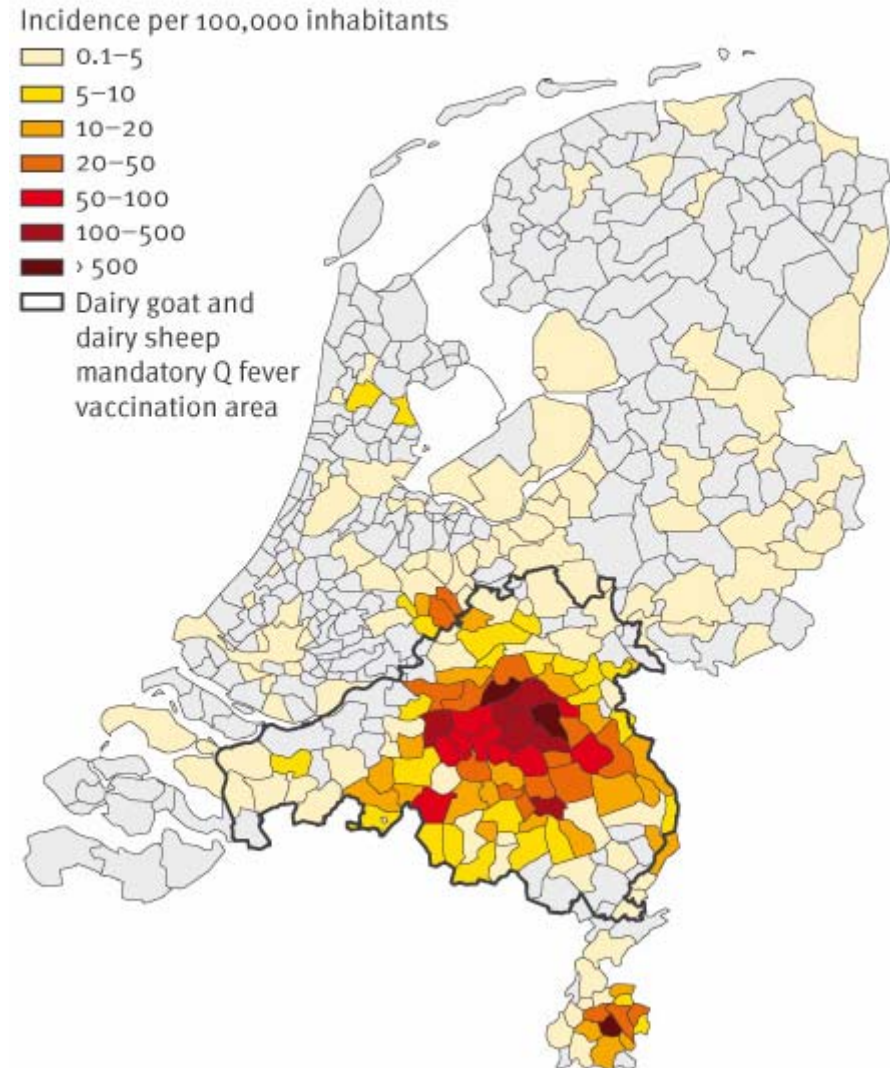 Incidence per 100,000 inhabitants
0.1–5
5–10
10–20
20–50
50–100
100–500
› 500
Dairy goat and
dairy sheep
mandatory Q fever
vaccination area